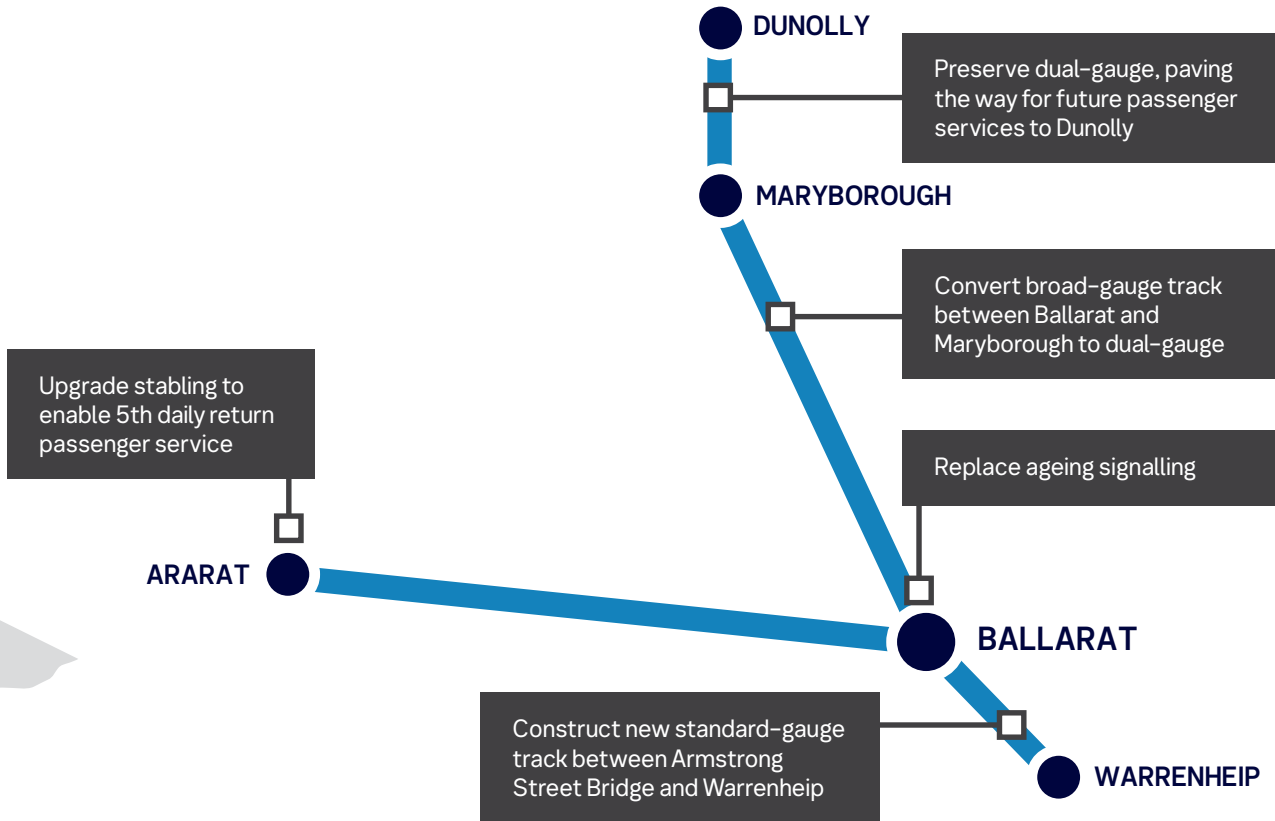 DUNOLLY
Preserve dual-gauge, paving
the way for future passenger
services to Dunolly
MARYBOROUGH
Convert broad-gauge track
between Ballarat and
Maryborough to dual-gauge
Upgrade stabling to
enable 5th daily return
passenger service
Replace ageing signalling
ARARAT
BALLARAT
Construct new standard-gauge
track between Armstrong
Street Bridge and Warrenheip
WARRENHEIP